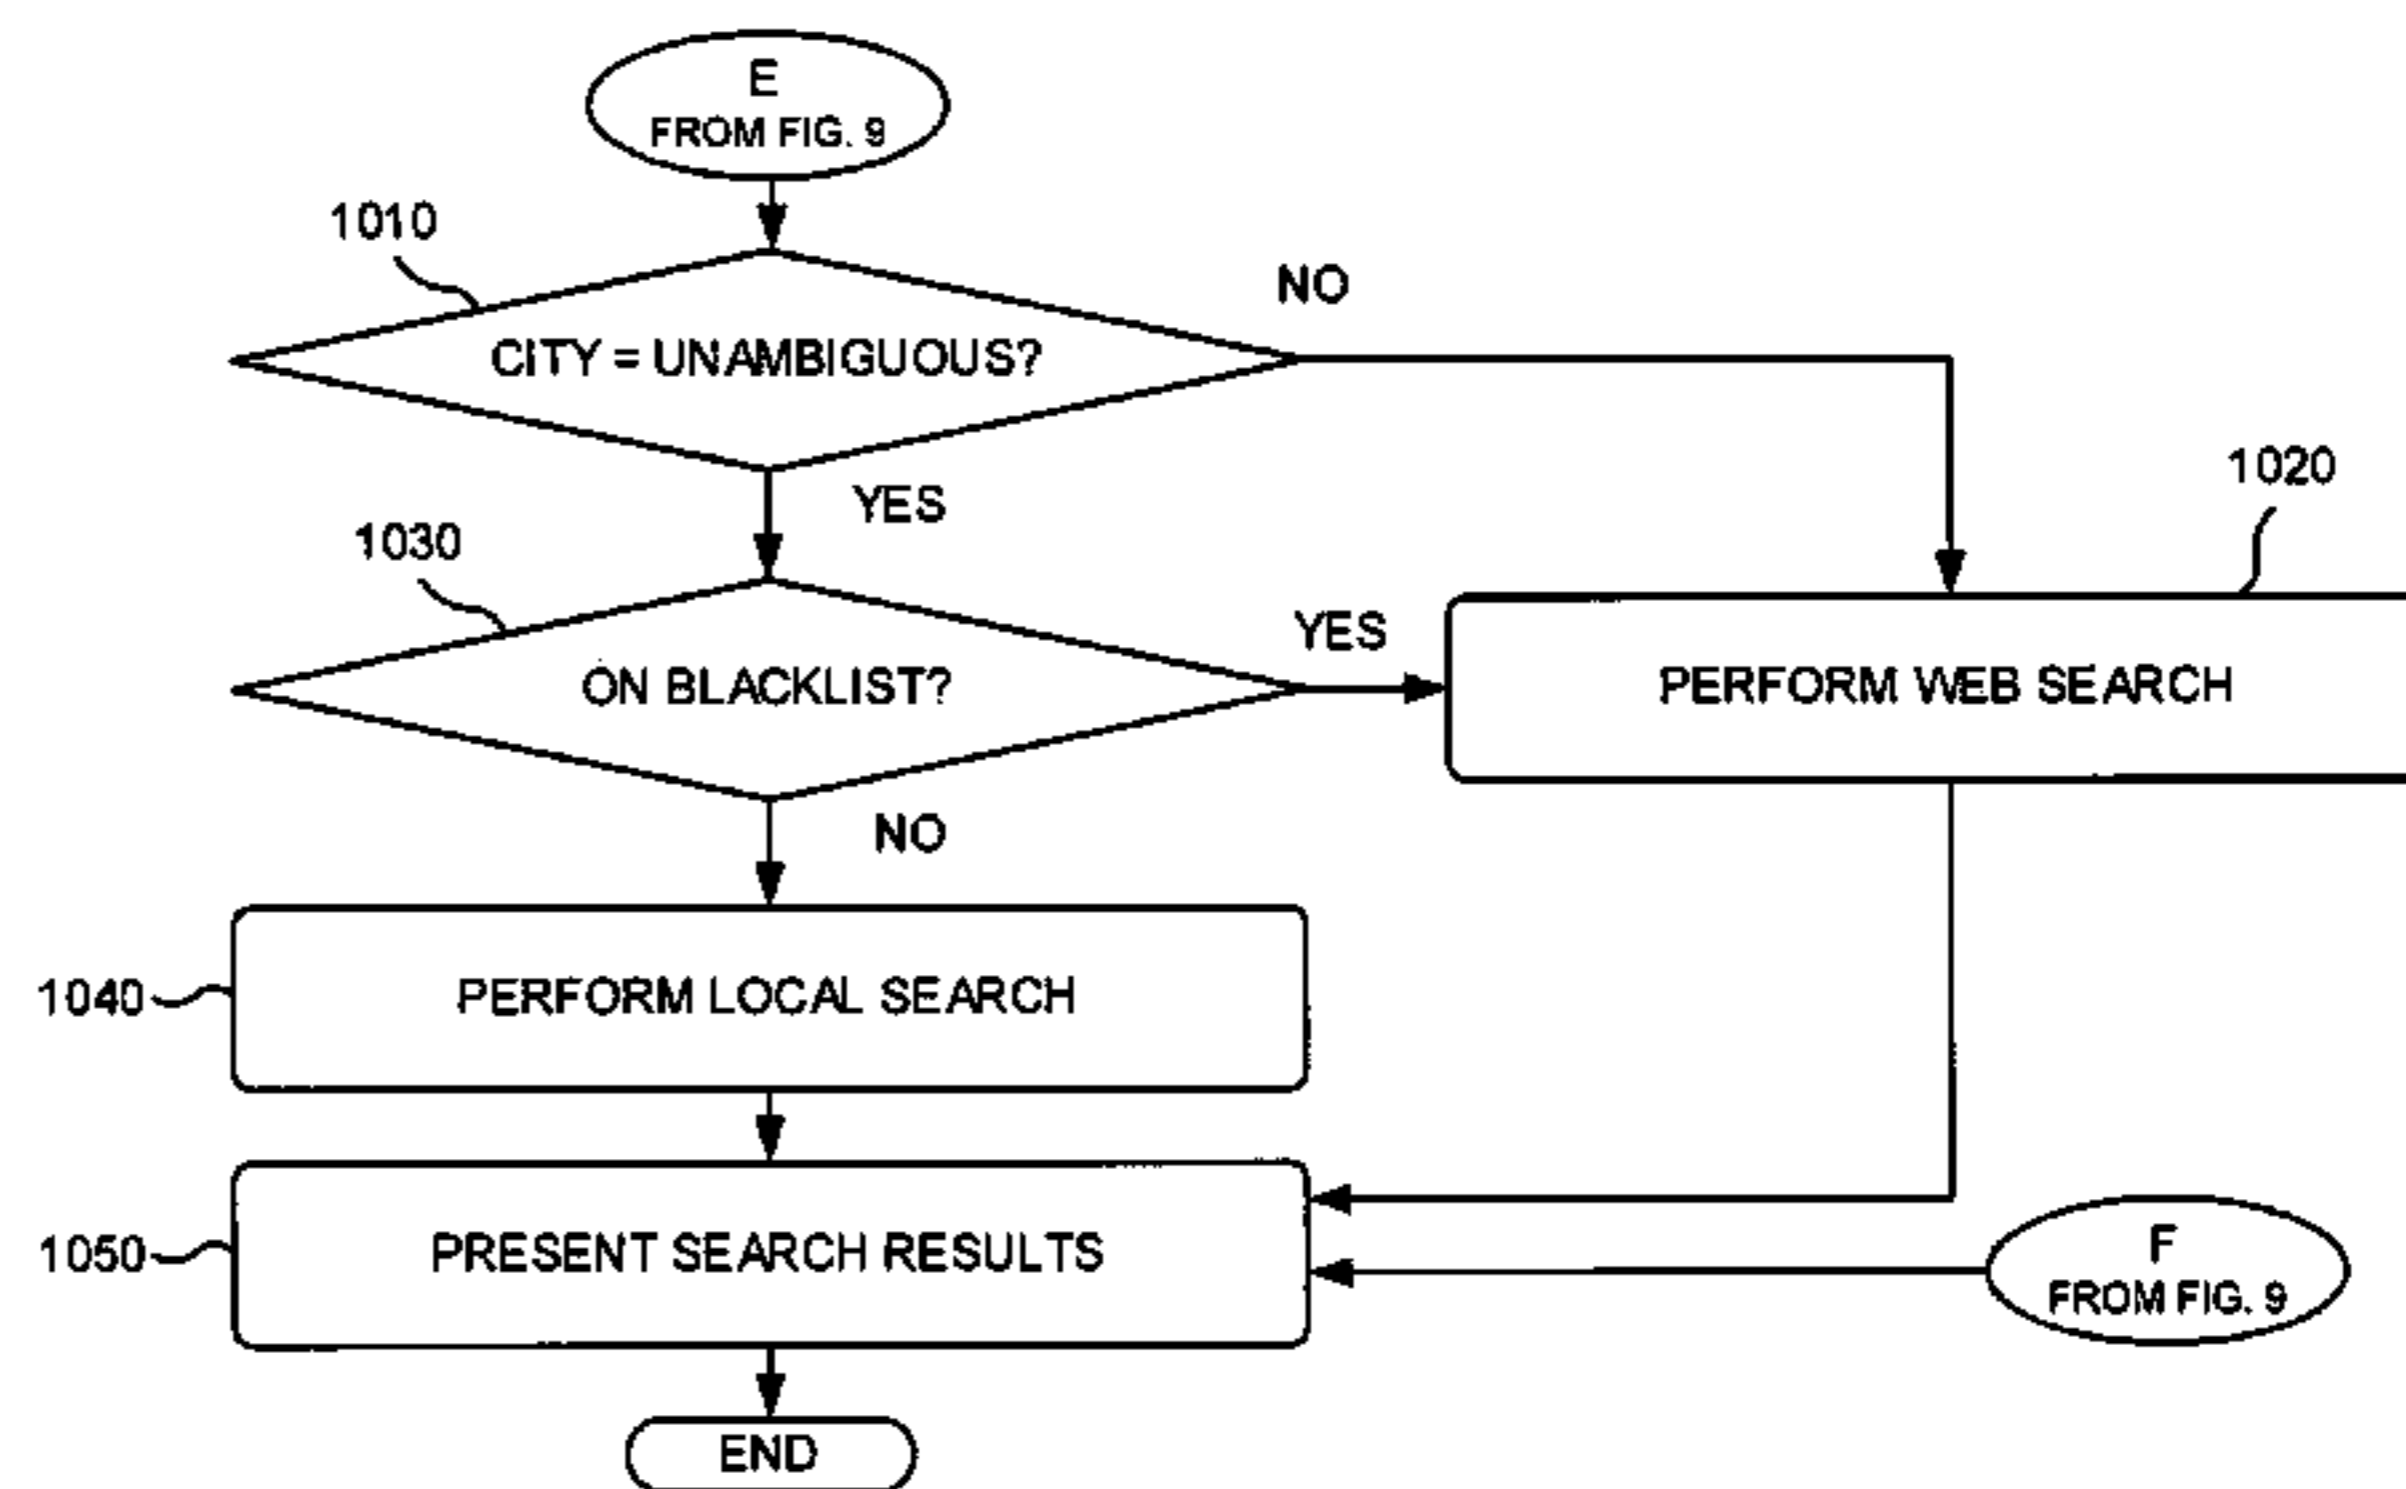 E
FROM FIG. 9
1010
NO
CITY = UNAMBIGUOUS?
YES
1020
1030
YES
ON BLACKLIST?
PERFORM WEB SEARCH
NO
1040
PERFORM LOCAL SEARCH
1050
PRESENT SEARCH RESULTS
F
FROM FIG. 9
END